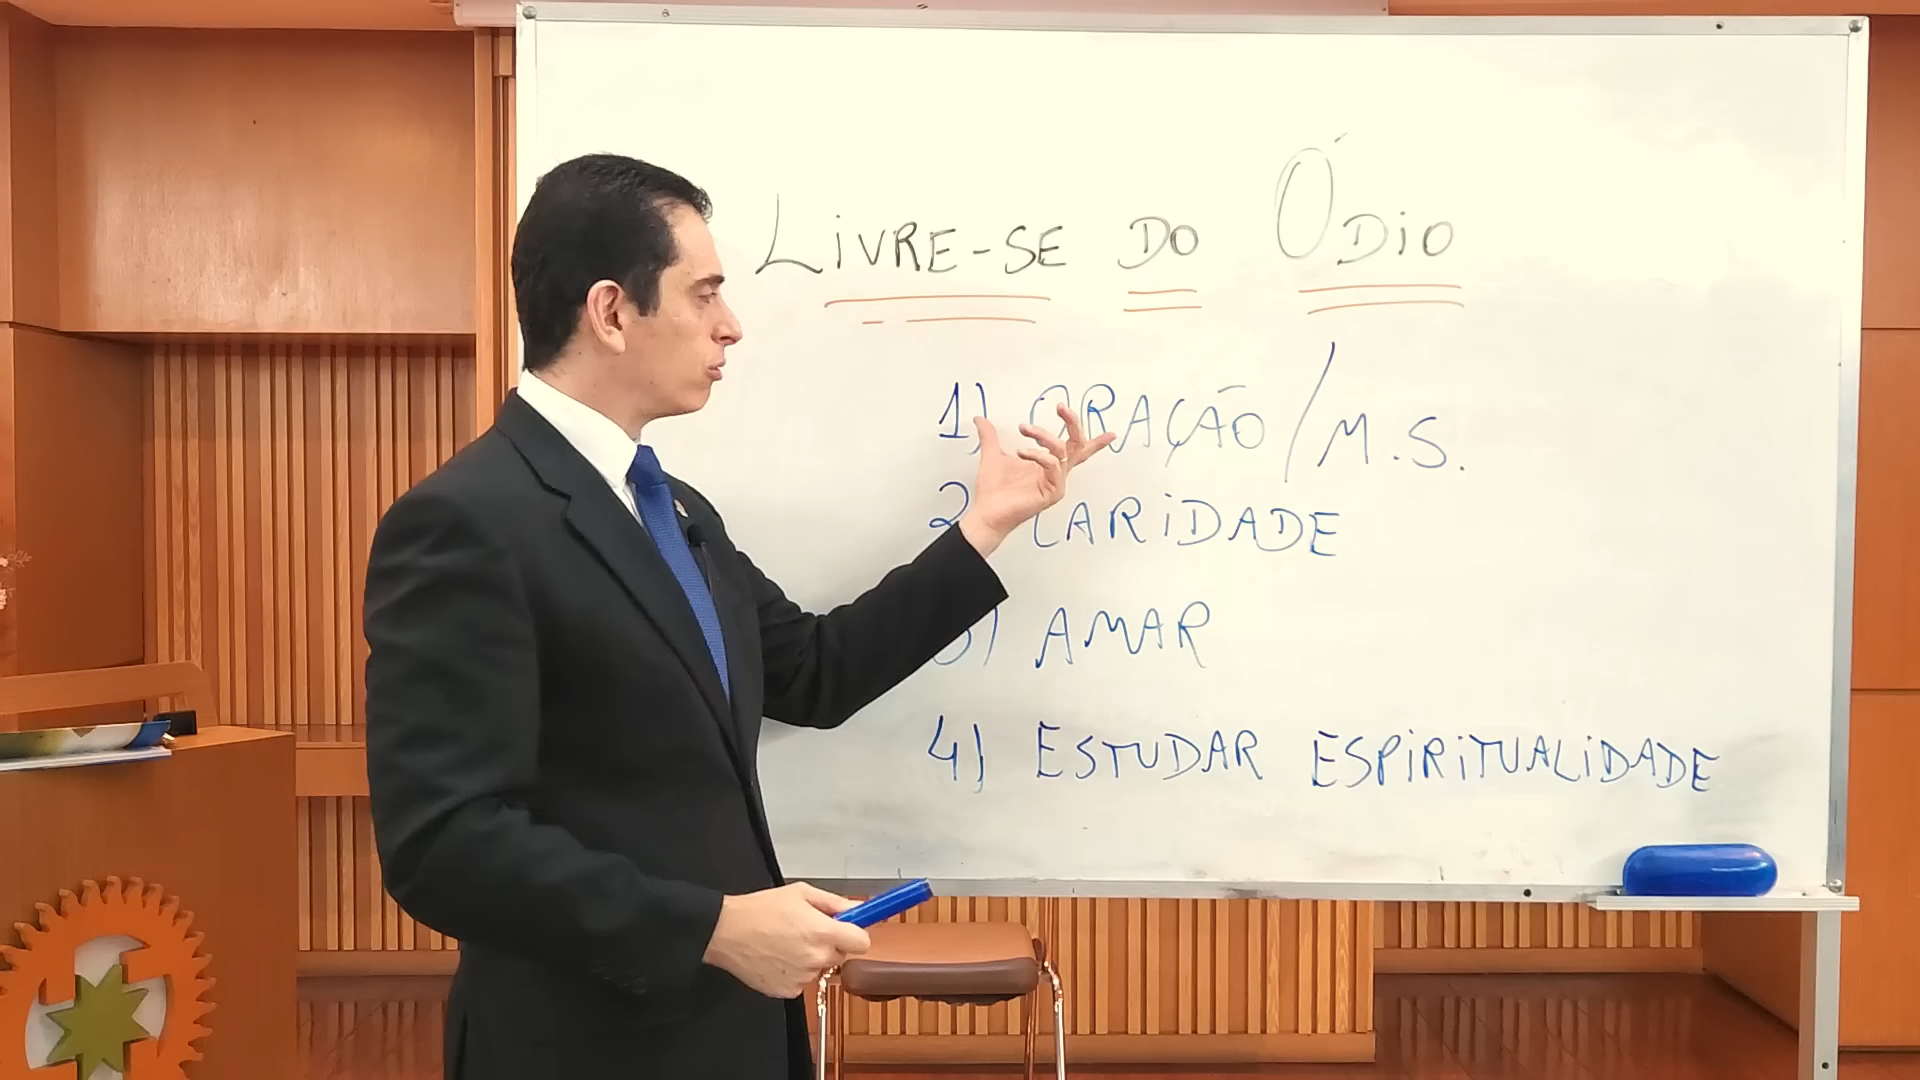 LIVRE-SE DO ÓDIO
1) ORAÇÃO/M.S.
2) CARIDADE
3) AMAR
4) ESTUDAR ESPIRITUALIDADE